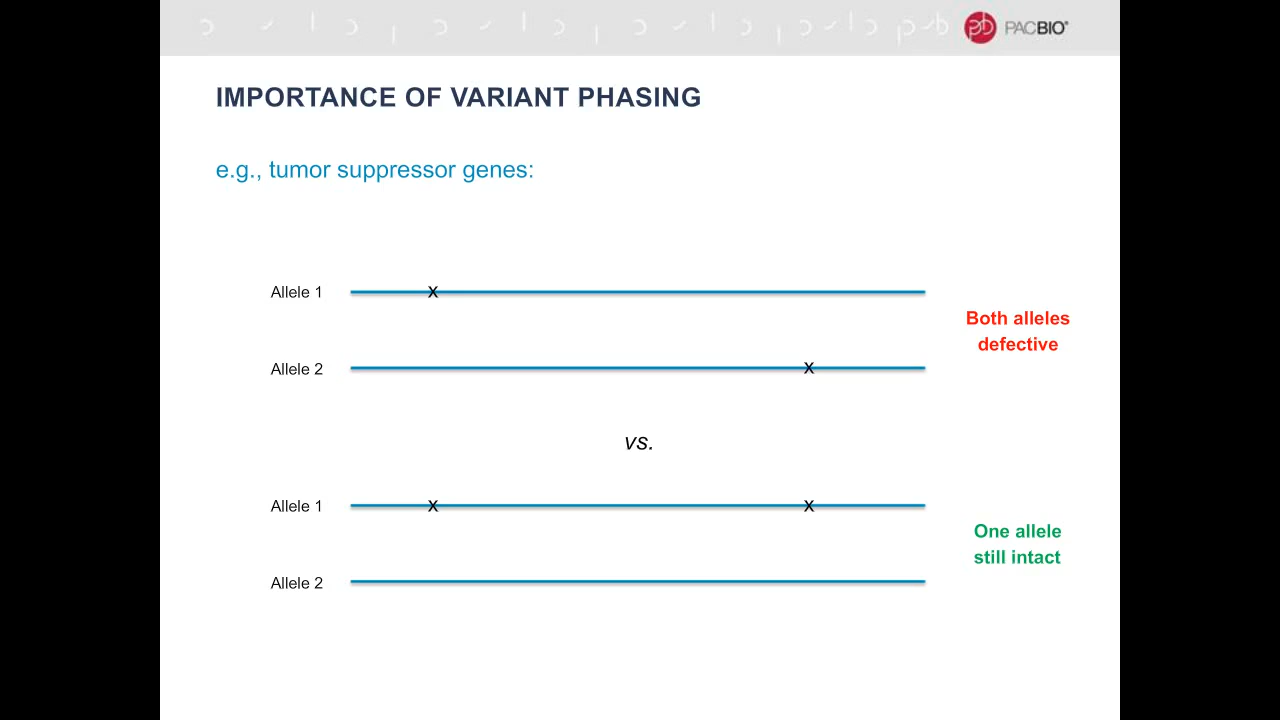 PACBIO®
IMPORTANCE OF VARIANT PHASING
e.g., tumor suppressor genes:
Allele 1 x
Both alleles
defective
Allele 2 x
vs.
Allele 1 x x
One allele
still intact
Allele 2